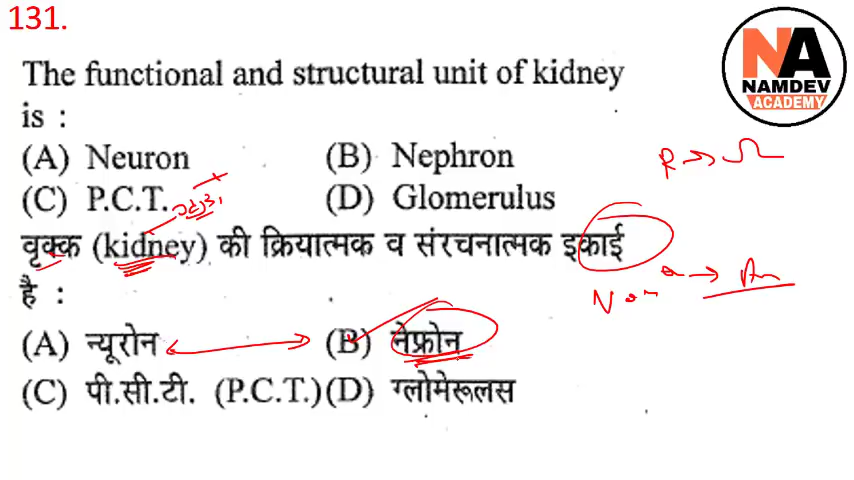 131.
NA
NAMDEV
ACADEMY
The functional and structural unit of kidney
is :
(A) Neuron (B) Nephron
(C) P.C.T. (D) Glomerulus
वृक्क (kidney) की क्रियात्मक व संरचनात्मक इकाई
है :
(A) न्यूरोन (B) नेफ्रोन
(C) पी.सी.टी. (P.C.T.) (D) ग्लोमेरूलस
R → Ω